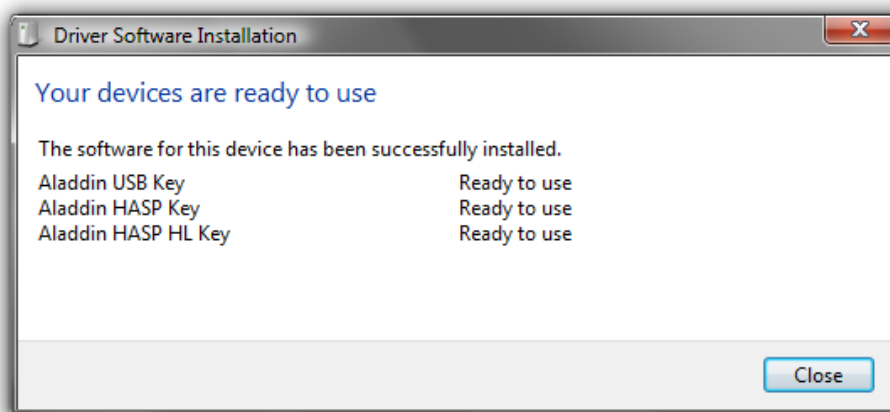 Driver Software Installation
Your devices are ready to use
The software for this device has been successfully installed.
Aladdin USB Key Ready to use
Aladdin HASP Key Ready to use
Aladdin HASP HL Key Ready to use
Close